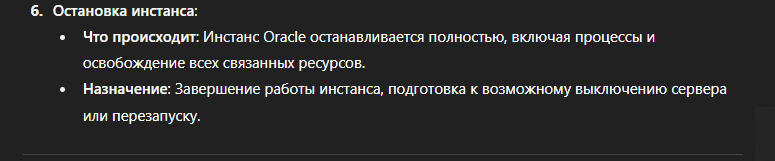 6. Остановка инстанса:
• Что происходит: Инстанс Oracle останавливается полностью, включая процессы и
освобождение всех связанных ресурсов.
• Назначение: Завершение работы инстанса, подготовка к возможному выключению сервера
или перезапуску.